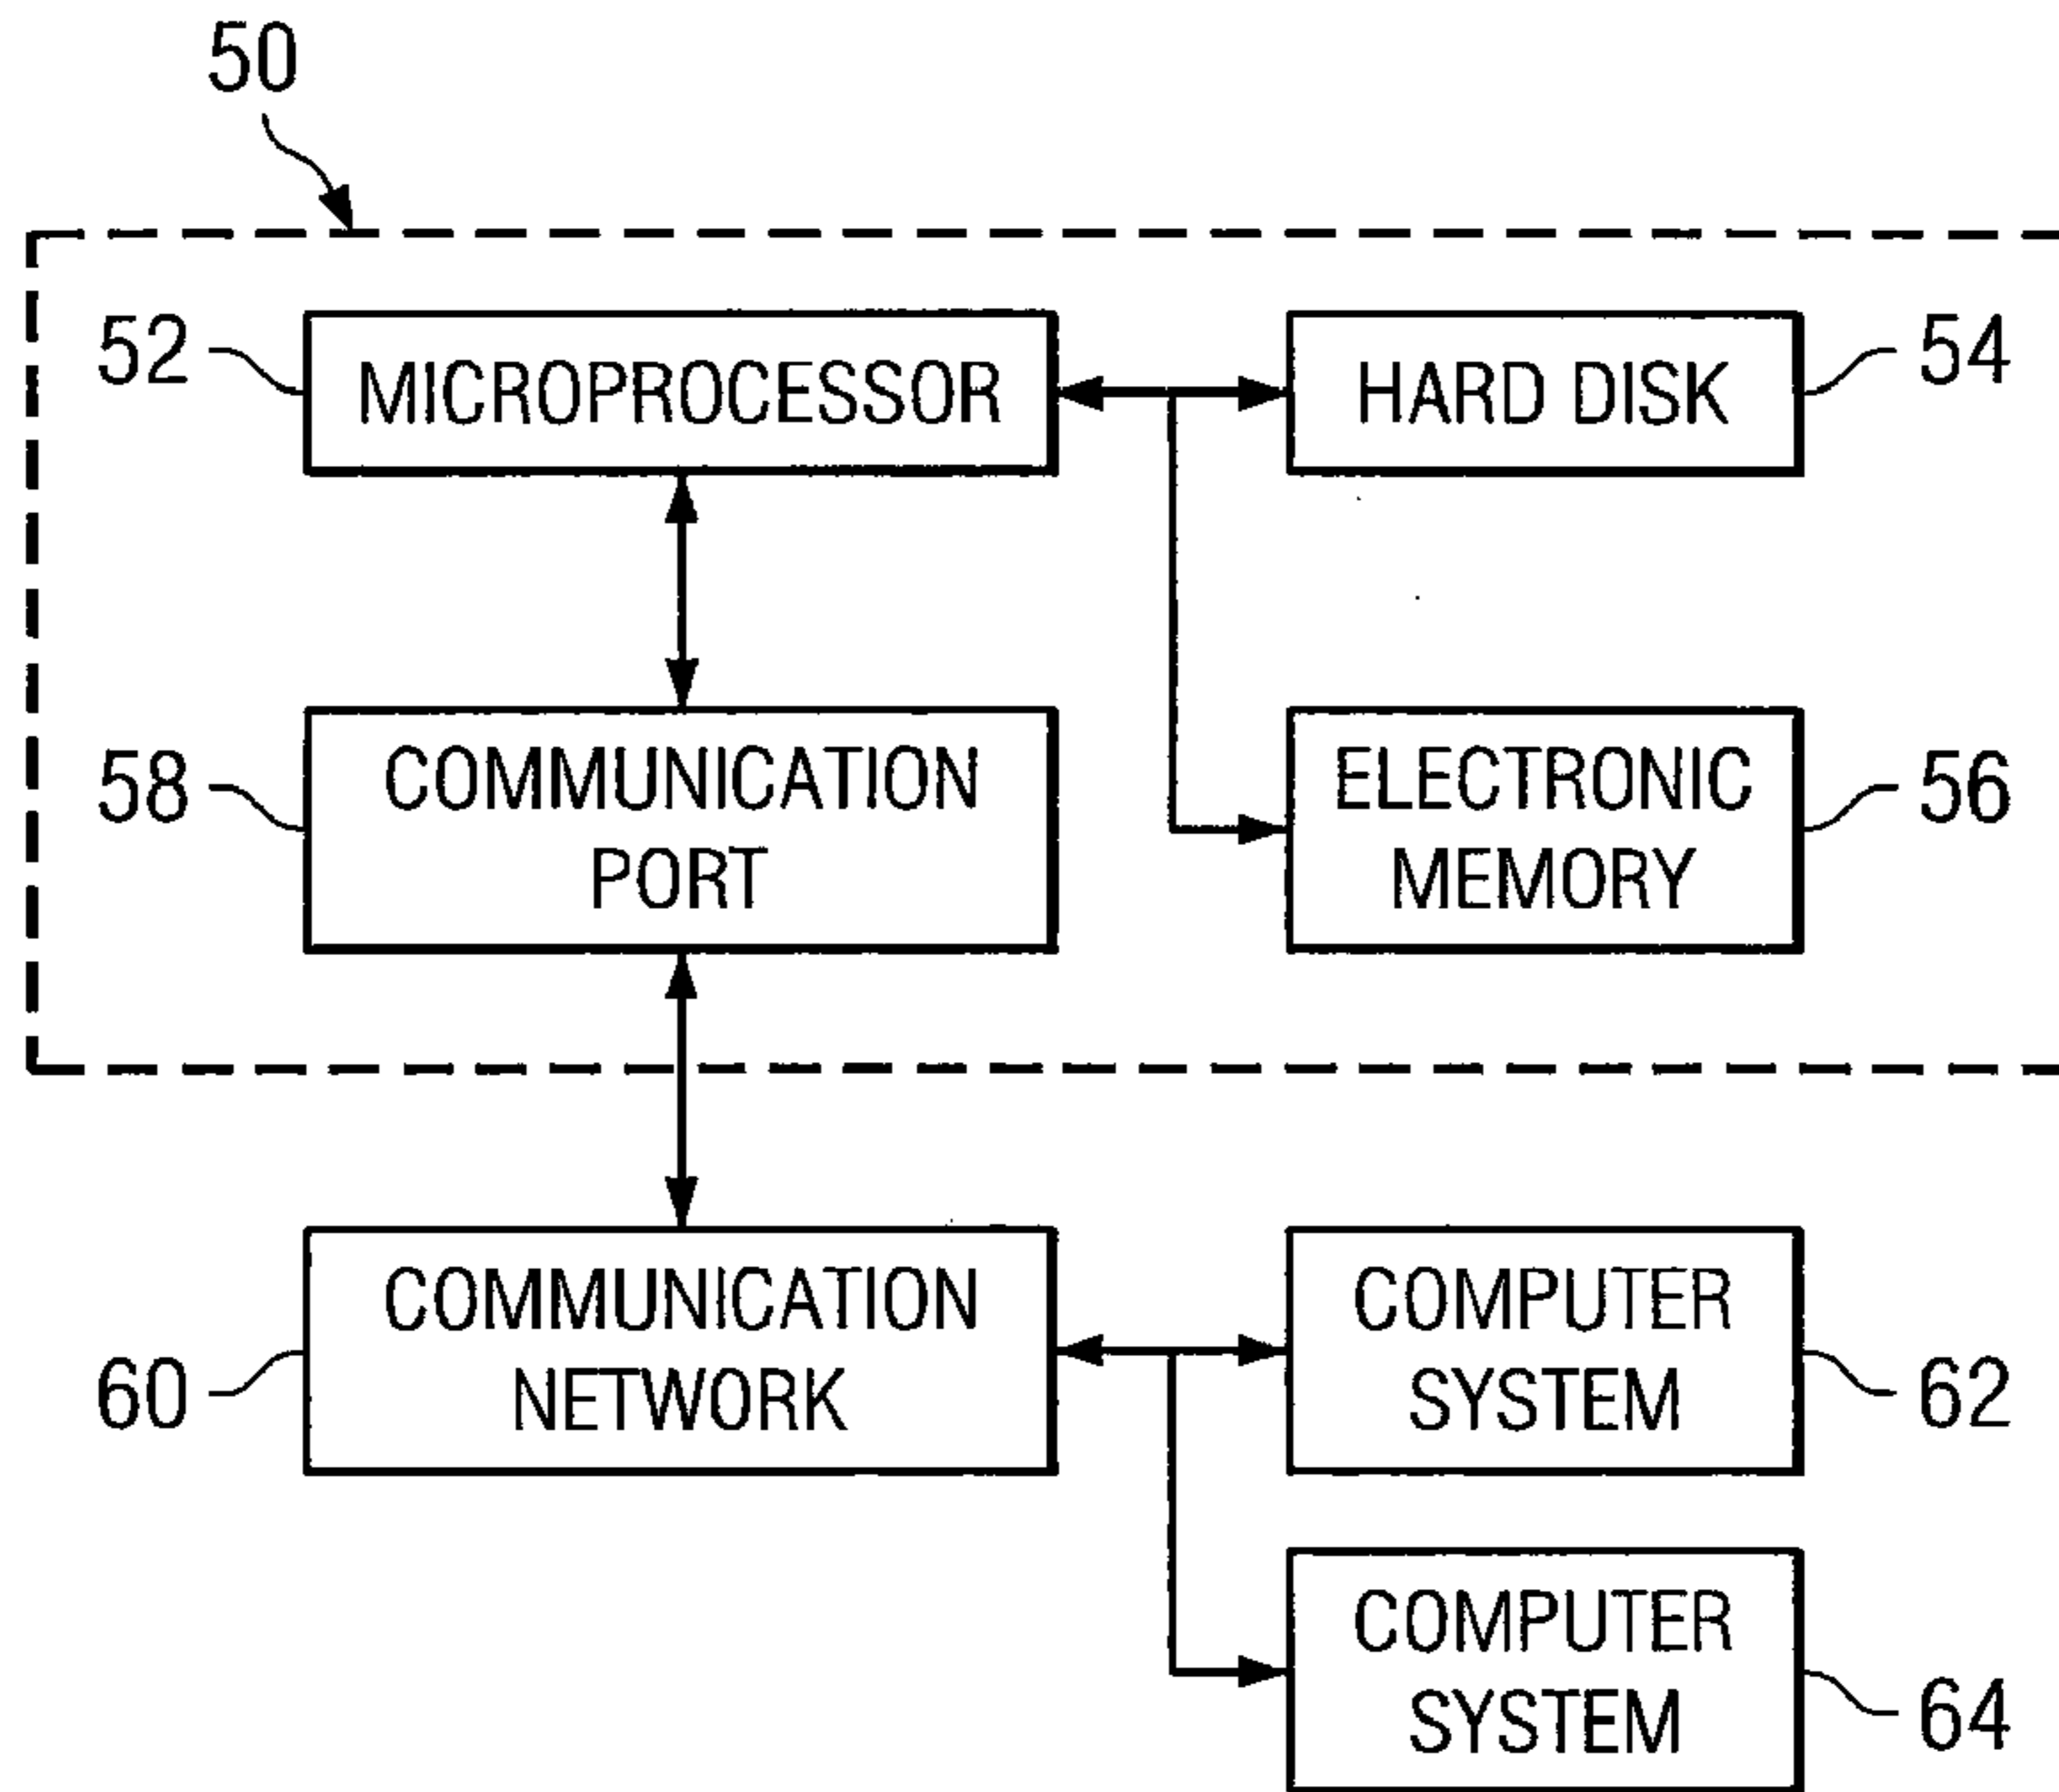 50
52
MICROPROCESSOR
HARD DISK
54
58
COMMUNICATION
PORT
ELECTRONIC
MEMORY
56
60
COMMUNICATION
NETWORK
COMPUTER
SYSTEM
62
COMPUTER
SYSTEM
64